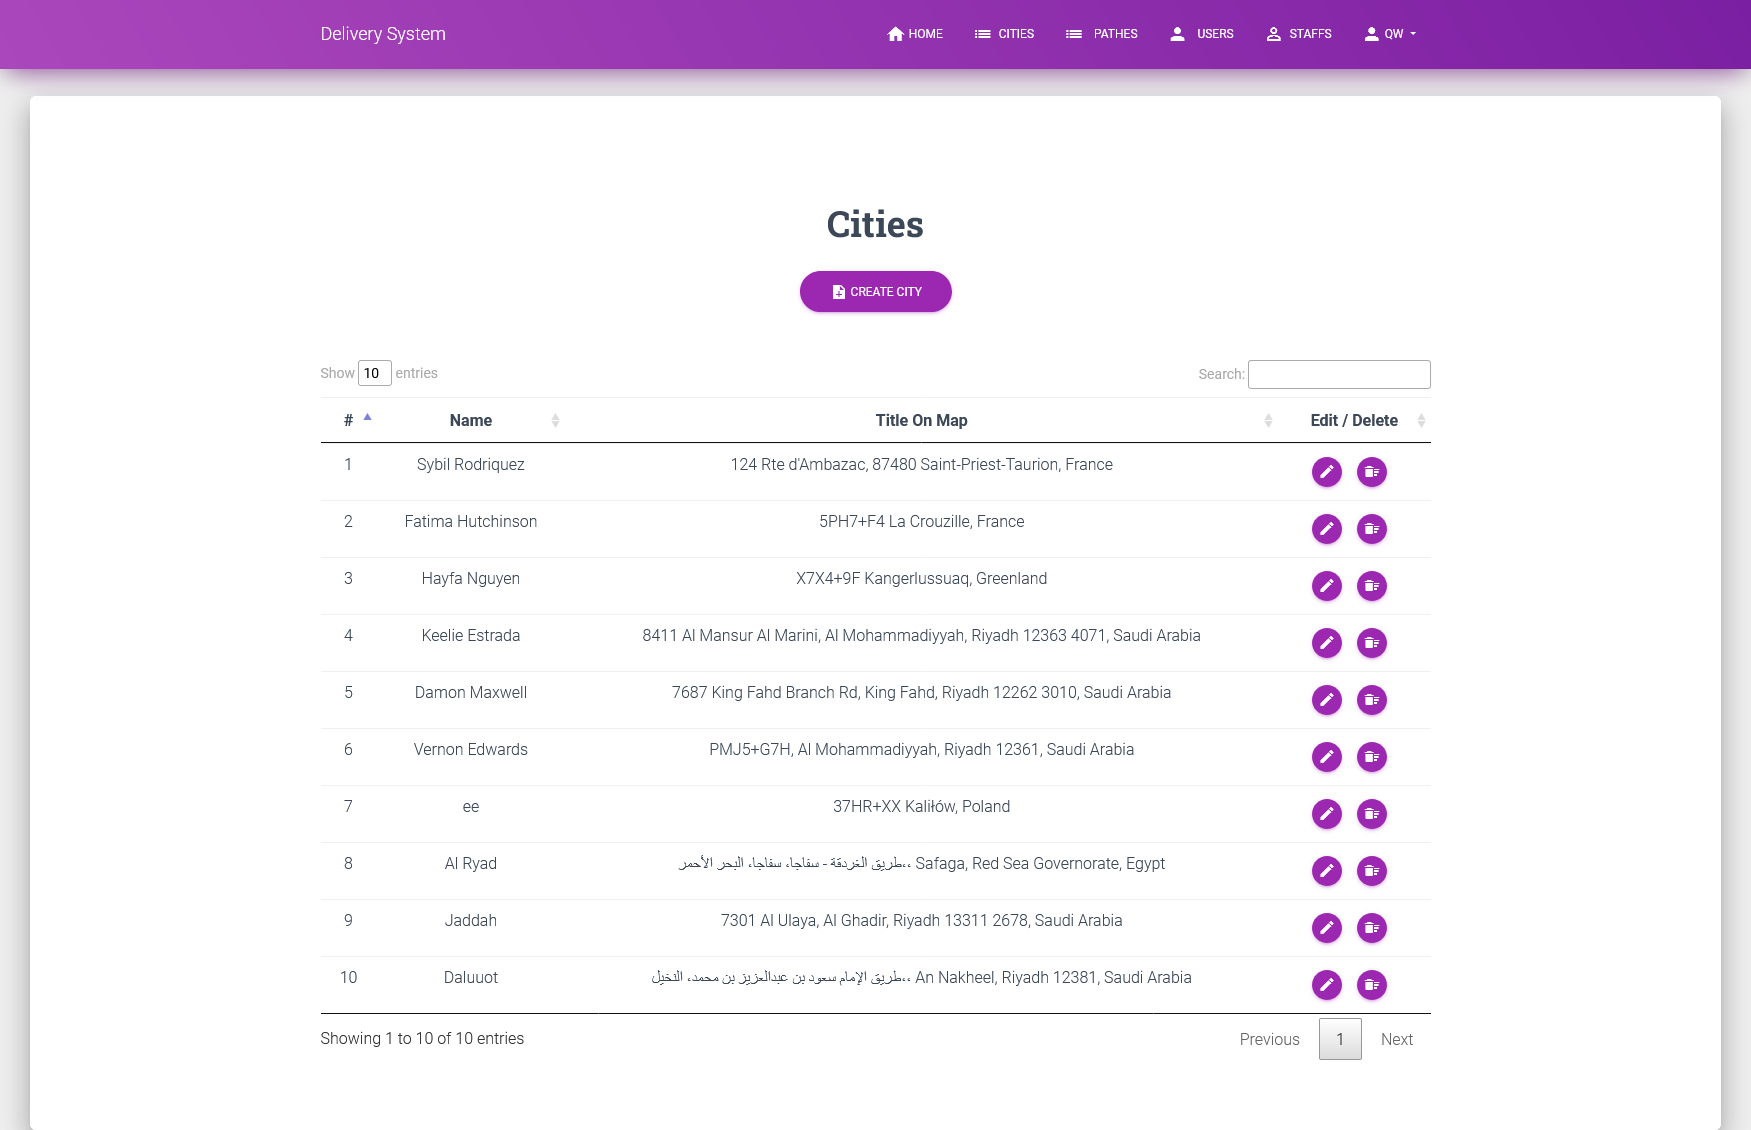 Delivery System
HOME CITIES PATHES USERS STAFFS QW
Cities
CREATE CITY
Show 10 entries Search:
# Name Title On Map Edit / Delete
1 Sybil Rodriquez 124 Rte d'Ambazac, 87480 Saint-Priest-Taurion, France
2 Fatima Hutchinson 5PH7+F4 La Crouzille, France
3 Hayfa Nguyen X7X4+9F Kangerlussuaq, Greenland
4 Keelie Estrada 8411 Al Mansur Al Marini, Al Mohammadiyyah, Riyadh 12363 4071, Saudi Arabia
5 Damon Maxwell 7687 King Fahd Branch Rd, King Fahd, Riyadh 12262 3010, Saudi Arabia
6 Vernon Edwards PMJ5+G7H, Al Mohammadiyyah, Riyadh 12361, Saudi Arabia
7 ee 37HR+XX Kaliłów, Poland
8 Al Ryad طريق الغردقة - سفاجا، سفاجا، البحر الأحمر،، Safaga, Red Sea Governorate, Egypt
9 Jaddah 7301 Al Ulaya, Al Ghadir, Riyadh 13311 2678, Saudi Arabia
10 Daluuot طريق الإمام سعود بن عبدالعزيز بن محمد، النخيل،، An Nakheel, Riyadh 12381, Saudi Arabia
Showing 1 to 10 of 10 entries Previous 1 Next